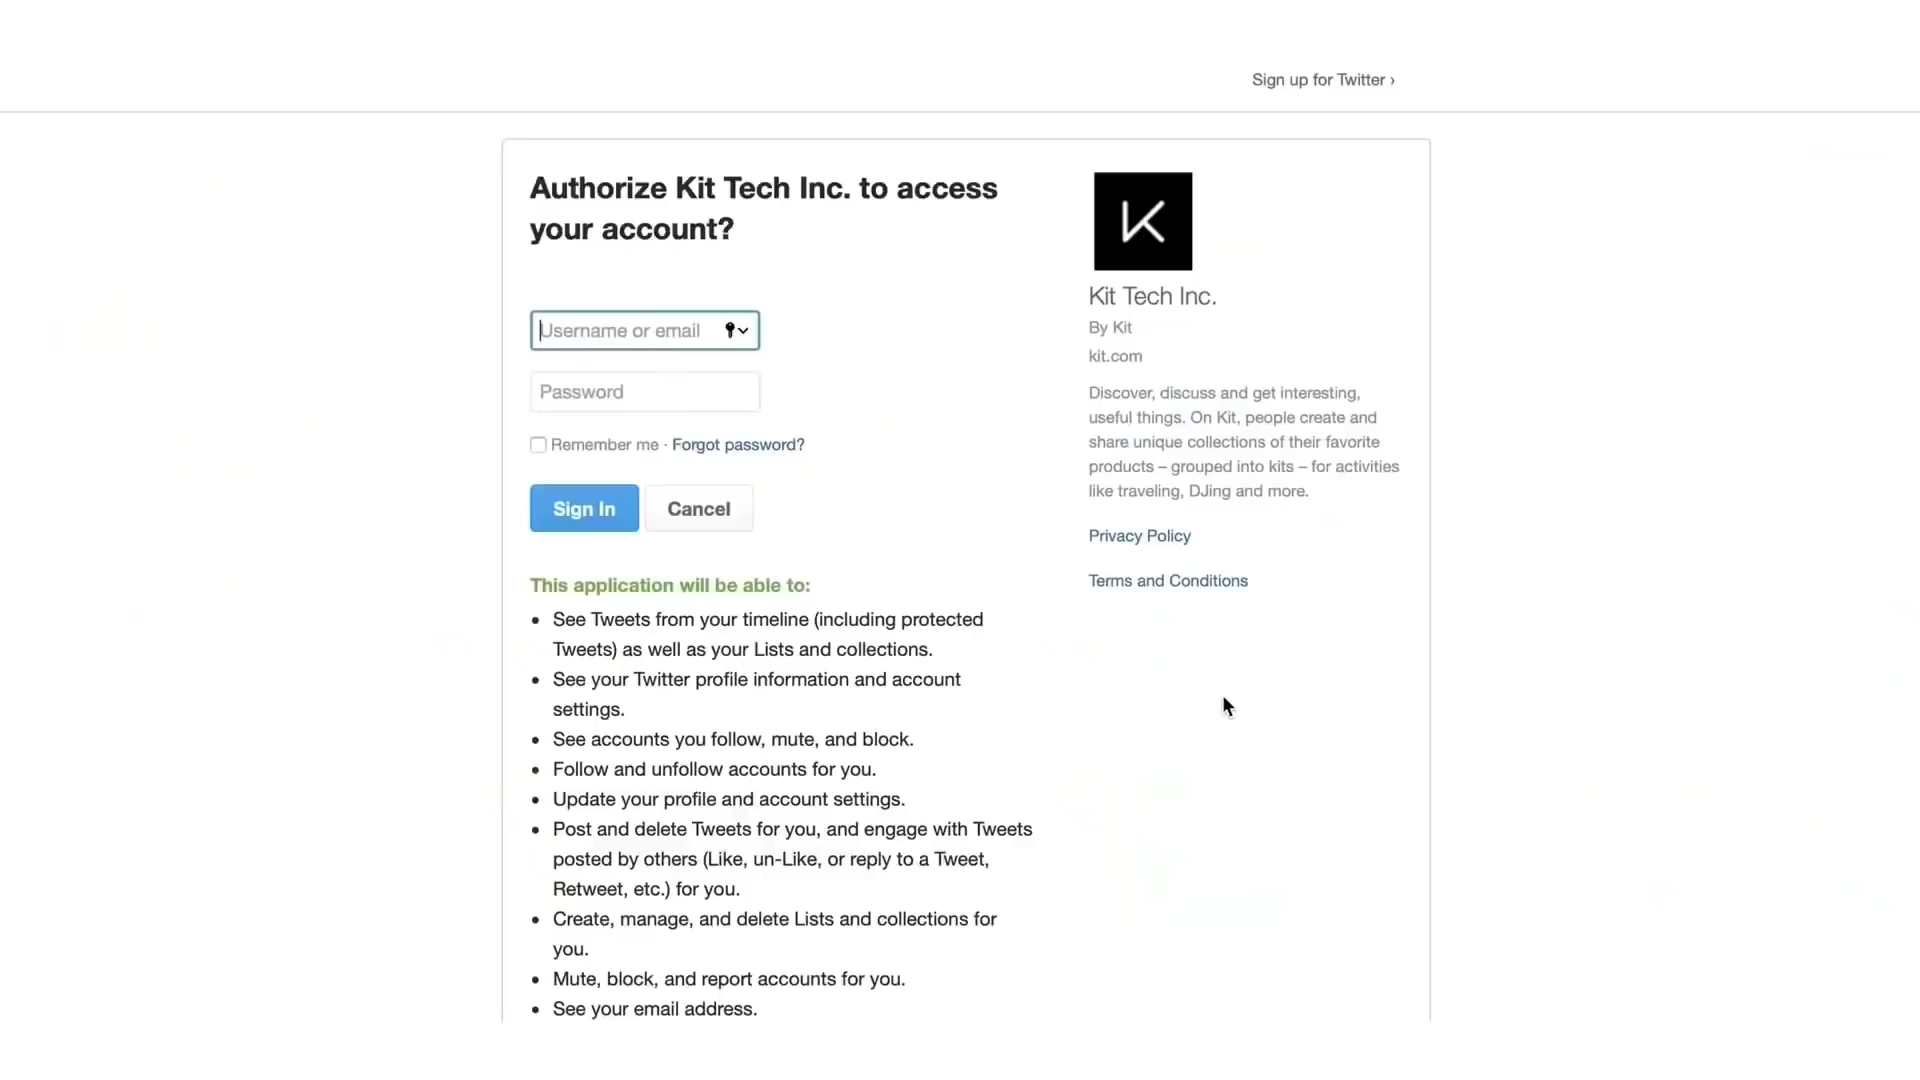 Sign up for Twitter ›
Authorize Kit Tech Inc. to access
your account?
Username or email
Password
Remember me · Forgot password?
Sign In
Cancel
This application will be able to:
• See Tweets from your timeline (including protected
Tweets) as well as your Lists and collections.
• See your Twitter profile information and account
settings.
• See accounts you follow, mute, and block.
• Follow and unfollow accounts for you.
• Update your profile and account settings.
• Post and delete Tweets for you, and engage with Tweets
posted by others (Like, un-Like, or reply to a Tweet,
Retweet, etc.) for you.
• Create, manage, and delete Lists and collections for
you.
• Mute, block, and report accounts for you.
• See your email address.
K
Kit Tech Inc.
By Kit
kit.com
Discover, discuss and get interesting,
useful things. On Kit, people create and
share unique collections of their favorite
products – grouped into kits – for activities
like traveling, DJing and more.
Privacy Policy
Terms and Conditions